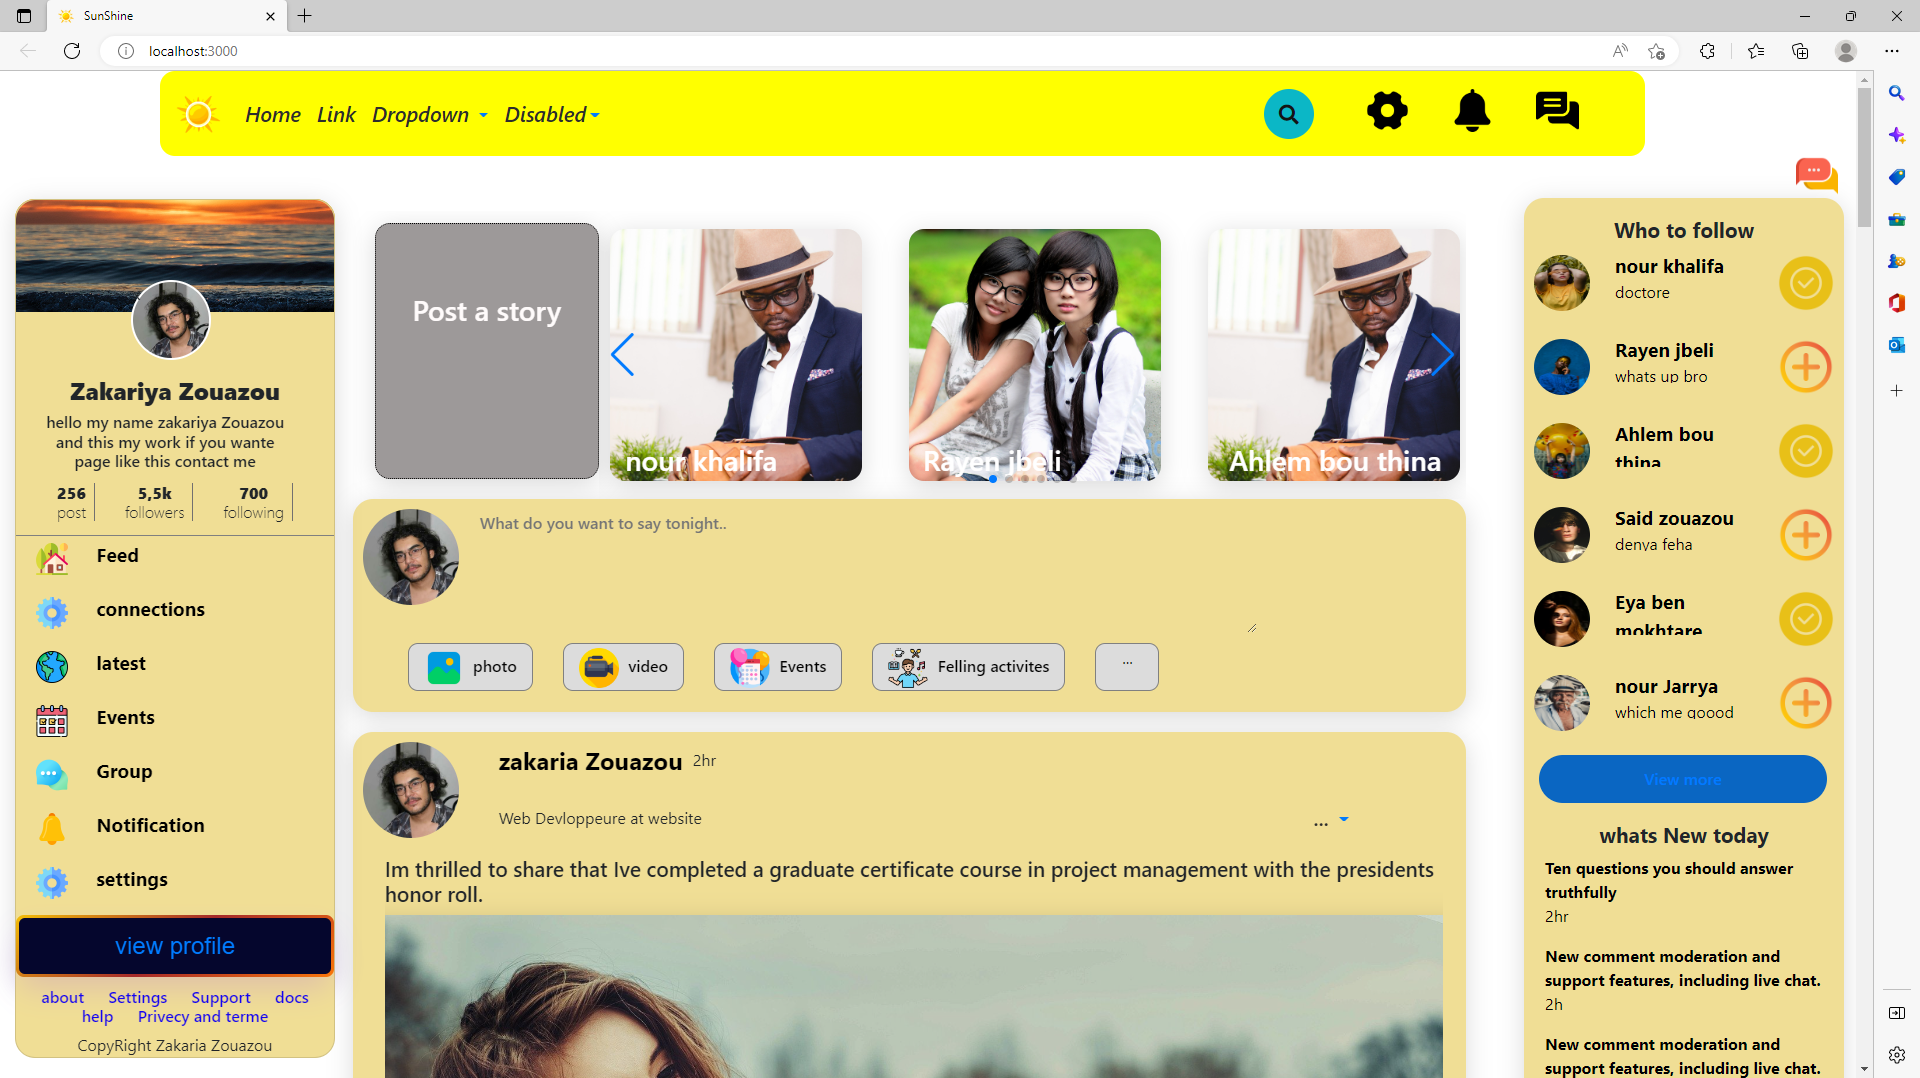 SunShine
localhost:3000
Home Link Dropdown Disabled
Zakariya Zouazou
hello my name zakariya Zouazou
and this my work if you wante
page like this contact me
256 5,5k 700
post followers following
Feed
connections
latest
Events
Group
Notification
settings
view profile
about Settings Support docs
help Privecy and terme
CopyRight Zakaria Zouazou
Post a story
nour khalifa
Rayen jbeli
Ahlem bou thina
What do you want to say tonight..
photo video Events Felling activites ...
zakaria Zouazou 2hr
Web Devloppeure at website
...
Im thrilled to share that Ive completed a graduate certificate course in project management with the presidents
honor roll.
Who to follow
nour khalifa
doctore
Rayen jbeli
whats up bro
Ahlem bou
thina
Said zouazou
denya feha
Eya ben
mokhtare
nour Jarrya
which me goood
View more
whats New today
Ten questions you should answer
truthfully
2hr
New comment moderation and
support features, including live chat.
2h
New comment moderation and
support features, including live chat.